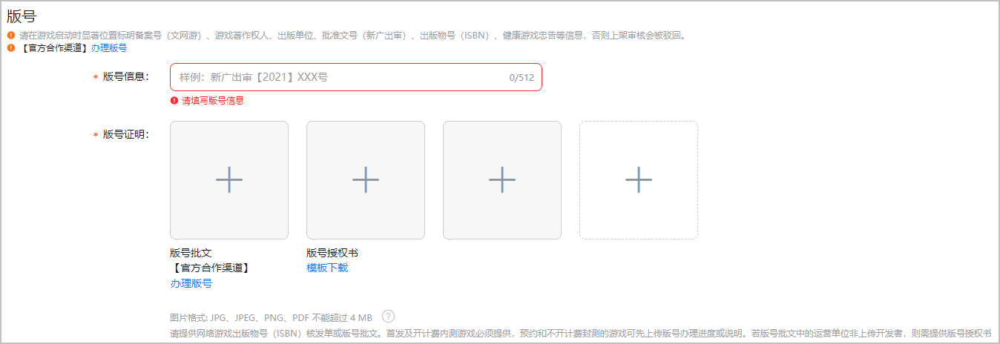 版号
请在游戏启动时显著位置标明备案号（文网游）、游戏著作权人、出版单位、批准文号（新广出审）、出版物号（ISBN）、健康游戏忠告等信息，否则上架审核会被驳回。
【官方合作渠道】办理版号
* 版号信息：
样例：新广出审【2021】XXX号 0/512
请填写版号信息
* 版号证明：
版号批文 版号授权书
【官方合作渠道】 模板下载
办理版号
图片格式: JPG、JPEG、PNG、PDF 不能超过 4 MB ?
请提供网络游戏出版物号（ISBN）核发单或版号批文。首发及开计费内测游戏必须提供，预约和不开计费封测的游戏可先上传版号办理进度或说明。若版号批文中的运营单位非上传开发者，则需提供版号授权书